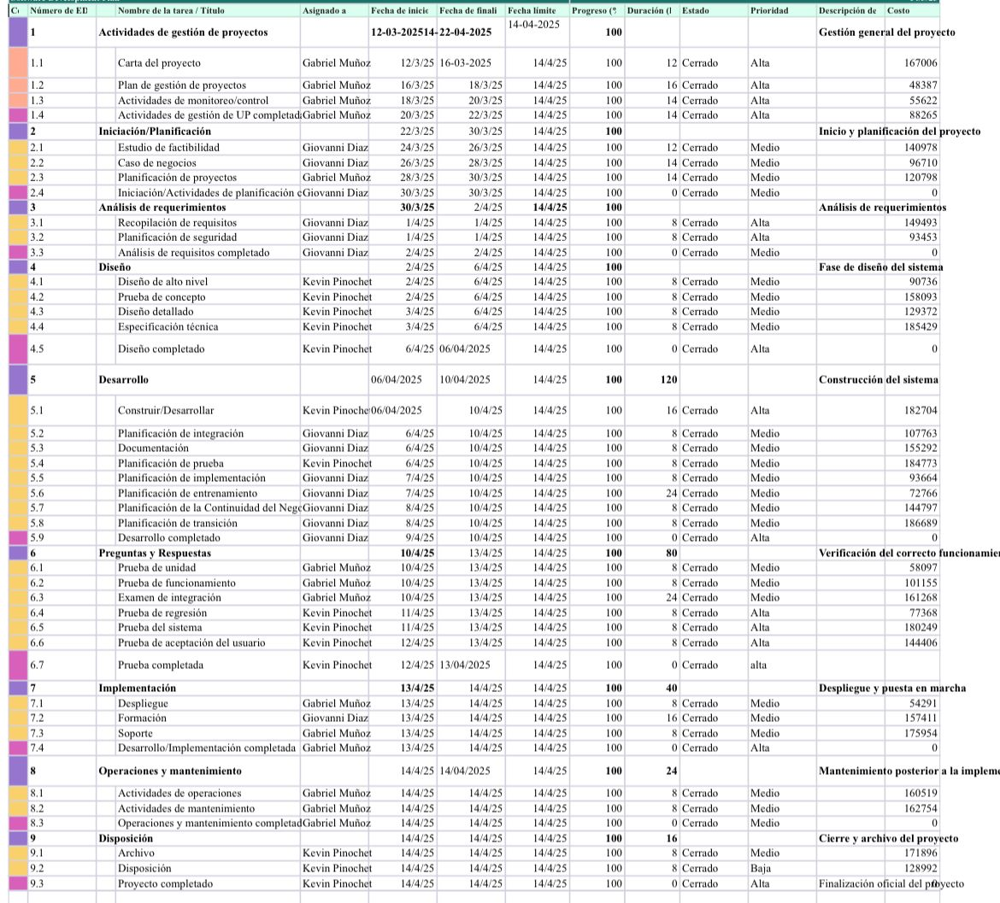 Número de ED Nombre de la tarea / Título Asignado a Fecha de inicio Fecha de finali Fecha límite Progreso (% Duración ( Estado Prioridad Descripción de Costo
1 Actividades de gestión de proyectos 12-03-202514-22-04-2025 14-04-2025 100 Gestión general del proyecto
1.1 Carta del proyecto Gabriel Muñoz 12/3/25 16-03-2025 14/4/25 100 12 Cerrado Alta 167006
1.2 Plan de gestión de proyectos Gabriel Muñoz 16/3/25 18/3/25 14/4/25 100 16 Cerrado Alta 48387
1.3 Actividades de monitoreo/control Gabriel Muñoz 18/3/25 20/3/25 14/4/25 100 14 Cerrado Alta 55622
1.4 Actividades de gestión de UP completad Gabriel Muñoz 20/3/25 22/3/25 14/4/25 100 14 Cerrado Alta 88265
2 Iniciación/Planificación 22/3/25 30/3/25 14/4/25 100 Inicio y planificación del proyecto
2.1 Estudio de factibilidad Giovanni Diaz 24/3/25 26/3/25 14/4/25 100 12 Cerrado Medio 140978
2.2 Caso de negocios Giovanni Diaz 26/3/25 28/3/25 14/4/25 100 14 Cerrado Medio 96710
2.3 Planificación de proyectos Gabriel Muñoz 28/3/25 30/3/25 14/4/25 100 14 Cerrado Medio 120798
2.4 Iniciación/Actividades de planificación c Giovanni Diaz 30/3/25 30/3/25 14/4/25 100 0 Cerrado Medio 0
3 Análisis de requerimientos 30/3/25 2/4/25 14/4/25 100 Análisis de requerimientos
3.1 Recopilación de requisitos Giovanni Diaz 1/4/25 1/4/25 14/4/25 100 8 Cerrado Alta 149493
3.2 Planificación de seguridad Giovanni Diaz 1/4/25 1/4/25 14/4/25 100 8 Cerrado Alta 93453
3.3 Análisis de requisitos completado Giovanni Diaz 2/4/25 2/4/25 14/4/25 100 0 Cerrado Medio 0
4 Diseño 2/4/25 6/4/25 14/4/25 100 Fase de diseño del sistema
4.1 Diseño de alto nivel Kevin Pinochet 2/4/25 6/4/25 14/4/25 100 8 Cerrado Medio 90736
4.2 Prueba de concepto Kevin Pinochet 2/4/25 6/4/25 14/4/25 100 8 Cerrado Medio 158093
4.3 Diseño detallado Kevin Pinochet 3/4/25 6/4/25 14/4/25 100 8 Cerrado Medio 129372
4.4 Especificación técnica Kevin Pinochet 3/4/25 6/4/25 14/4/25 100 8 Cerrado Medio 185429
4.5 Diseño completado Kevin Pinochet 6/4/25 06/04/2025 14/4/25 100 0 Cerrado Alta 0
5 Desarrollo 06/04/2025 10/04/2025 14/4/25 100 120 Construcción del sistema
5.1 Construir/Desarrollar Kevin Pinoche 06/04/2025 10/4/25 14/4/25 100 16 Cerrado Alta 182704
5.2 Planificación de integración Giovanni Diaz 6/4/25 10/4/25 14/4/25 100 8 Cerrado Medio 107763
5.3 Documentación Giovanni Diaz 6/4/25 10/4/25 14/4/25 100 8 Cerrado Medio 155292
5.4 Planificación de prueba Kevin Pinochet 6/4/25 10/4/25 14/4/25 100 8 Cerrado Medio 184773
5.5 Planificación de implementación Giovanni Diaz 7/4/25 10/4/25 14/4/25 100 8 Cerrado Medio 93664
5.6 Planificación de entrenamiento Giovanni Diaz 7/4/25 10/4/25 14/4/25 100 24 Cerrado Medio 72766
5.7 Planificación de la Continuidad del Nego Giovanni Diaz 8/4/25 10/4/25 14/4/25 100 8 Cerrado Medio 144797
5.8 Planificación de transición Giovanni Diaz 8/4/25 10/4/25 14/4/25 100 8 Cerrado Medio 186689
5.9 Desarrollo completado Giovanni Diaz 9/4/25 10/4/25 14/4/25 100 0 Cerrado Alta 0
6 Preguntas y Respuestas 10/4/25 13/4/25 14/4/25 100 80 Verificación del correcto funcionamie
6.1 Prueba de unidad Gabriel Muñoz 10/4/25 13/4/25 14/4/25 100 8 Cerrado Medio 58097
6.2 Prueba de funcionamiento Gabriel Muñoz 10/4/25 13/4/25 14/4/25 100 8 Cerrado Medio 101155
6.3 Examen de integración Gabriel Muñoz 10/4/25 13/4/25 14/4/25 100 24 Cerrado Medio 161268
6.4 Prueba de regresión Kevin Pinochet 11/4/25 13/4/25 14/4/25 100 8 Cerrado Alta 77368
6.5 Prueba del sistema Kevin Pinochet 11/4/25 13/4/25 14/4/25 100 8 Cerrado Alta 180249
6.6 Prueba de aceptación del usuario Kevin Pinochet 12/4/25 13/4/25 14/4/25 100 8 Cerrado Alta 144406
6.7 Prueba completada Kevin Pinochet 12/4/25 13/04/2025 14/4/25 100 0 Cerrado alta
7 Implementación 13/4/25 14/4/25 14/4/25 100 40 Despliegue y puesta en marcha
7.1 Despliegue Gabriel Muñoz 13/4/25 14/4/25 14/4/25 100 8 Cerrado Medio 54291
7.2 Formación Giovanni Diaz 13/4/25 14/4/25 14/4/25 100 16 Cerrado Medio 157411
7.3 Soporte Gabriel Muñoz 13/4/25 14/4/25 14/4/25 100 8 Cerrado Medio 175954
7.4 Desarrollo/Implementación completada Gabriel Muñoz 13/4/25 14/4/25 14/4/25 100 0 Cerrado Alta 0
8 Operaciones y mantenimiento 14/4/25 14/04/2025 14/4/25 100 24 Mantenimiento posterior a la impleme
8.1 Actividades de operaciones Gabriel Muñoz 14/4/25 14/4/25 14/4/25 100 8 Cerrado Medio 160519
8.2 Actividades de mantenimiento Gabriel Muñoz 14/4/25 14/4/25 14/4/25 100 8 Cerrado Medio 162754
8.3 Operaciones y mantenimiento completad Gabriel Muñoz 14/4/25 14/4/25 14/4/25 100 0 Cerrado Medio 0
9 Disposición 14/4/25 14/4/25 14/4/25 100 16 Cierre y archivo del proyecto
9.1 Archivo Kevin Pinochet 14/4/25 14/4/25 14/4/25 100 8 Cerrado Medio 171896
9.2 Disposición Kevin Pinochet 14/4/25 14/4/25 14/4/25 100 8 Cerrado Baja 128992
9.3 Proyecto completado Kevin Pinochet 14/4/25 14/4/25 14/4/25 100 0 Cerrado Alta Finalización oficial del proyecto 0